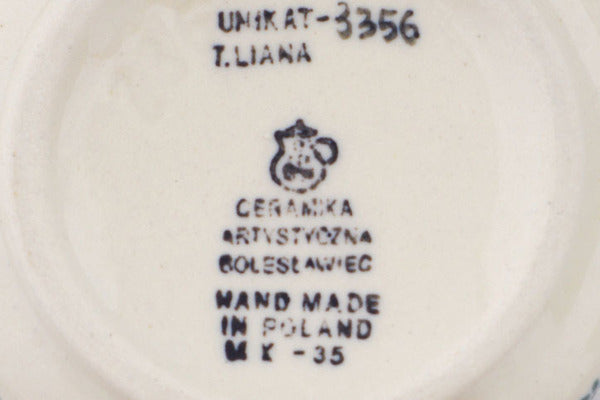 UNIKAT-3356
T.LIANA
CERAMIKA
ARTYSTYCZNA
BOLESŁAWIEC
HAND MADE
IN POLAND
MK -35